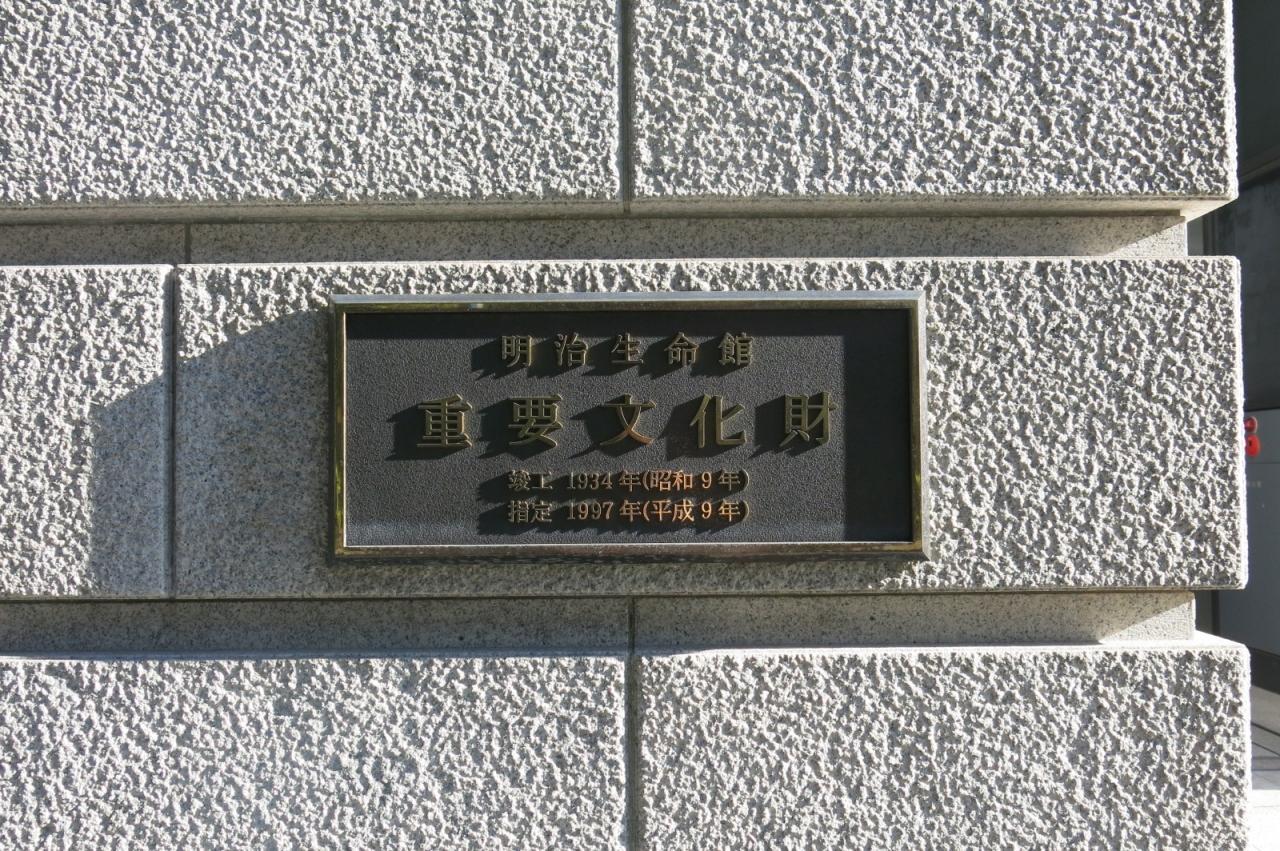 明治生命館
重要文化財
竣工 1934年(昭和9年)
指定 1997年(平成9年)